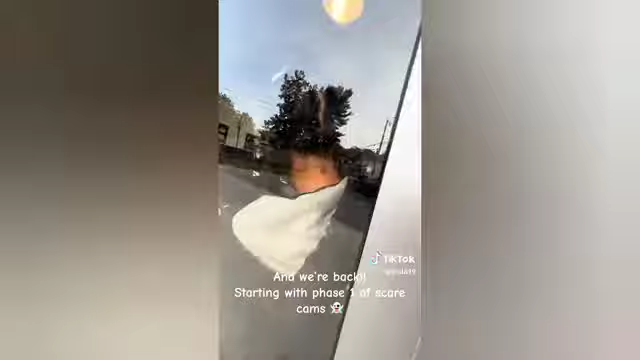 TikTok
And we're back!!
Starting with phase 1 of scare
cams 👻